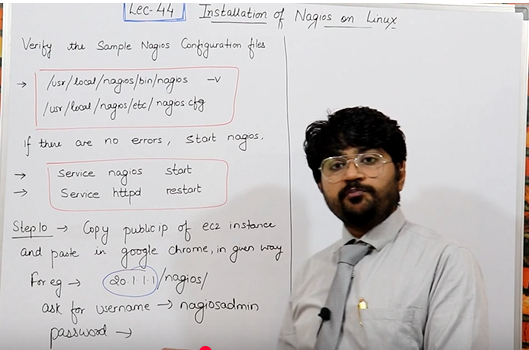 Lec-44 Installation of Nagios on Linux
Verify the Sample Nagios Configuration files
→ /usr/local/nagios/bin/nagios -v
/usr/local/nagios/etc/nagios.cfg
if there are no errors, start nagios.
→ Service nagios start
→ Service httpd restart
Step10 → Copy public ip of ec2 instance
and paste in google chrome, in given way
For eg → 20.1.1.1/nagios/
ask for username → nagiosadmin
password →